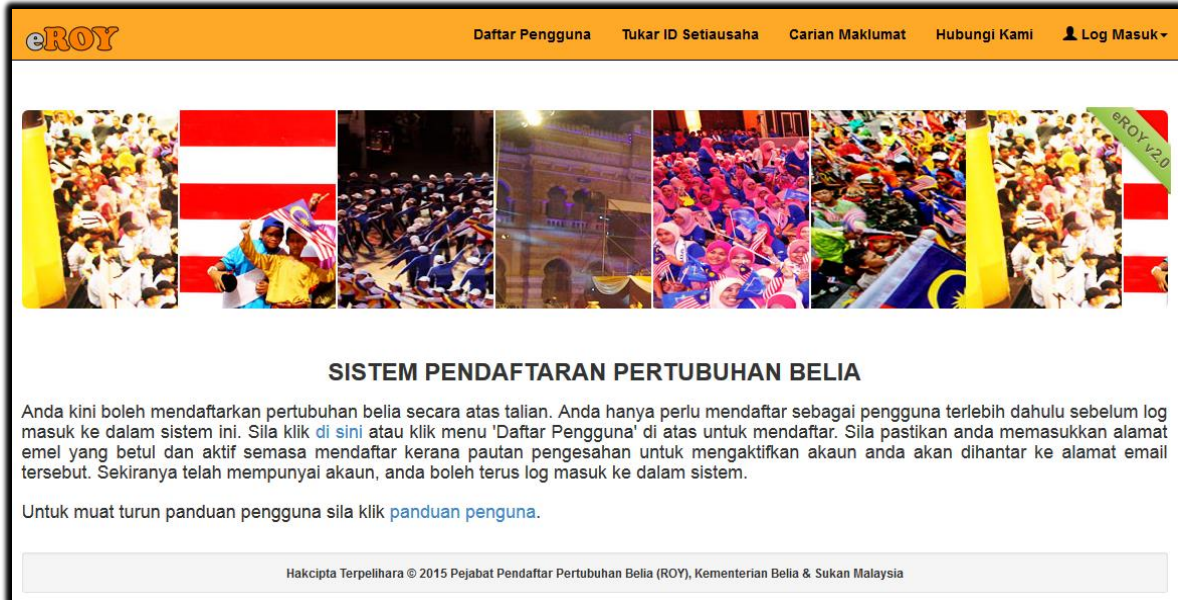 eROY
Daftar Pengguna Tukar ID Setiausaha Carian Maklumat Hubungi Kami Log Masuk
eROY v2.0
SISTEM PENDAFTARAN PERTUBUHAN BELIA
Anda kini boleh mendaftarkan pertubuhan belia secara atas talian. Anda hanya perlu mendaftar sebagai pengguna terlebih dahulu sebelum log
masuk ke dalam sistem ini. Sila klik di sini atau klik menu 'Daftar Pengguna' di atas untuk mendaftar. Sila pastikan anda memasukkan alamat
emel yang betul dan aktif semasa mendaftar kerana pautan pengesahan untuk mengaktifkan akaun anda akan dihantar ke alamat email
tersebut. Sekiranya telah mempunyai akaun, anda boleh terus log masuk ke dalam sistem.
Untuk muat turun panduan pengguna sila klik panduan penguna.
Hakcipta Terpelihara © 2015 Pejabat Pendaftar Pertubuhan Belia (ROY), Kementerian Belia & Sukan Malaysia